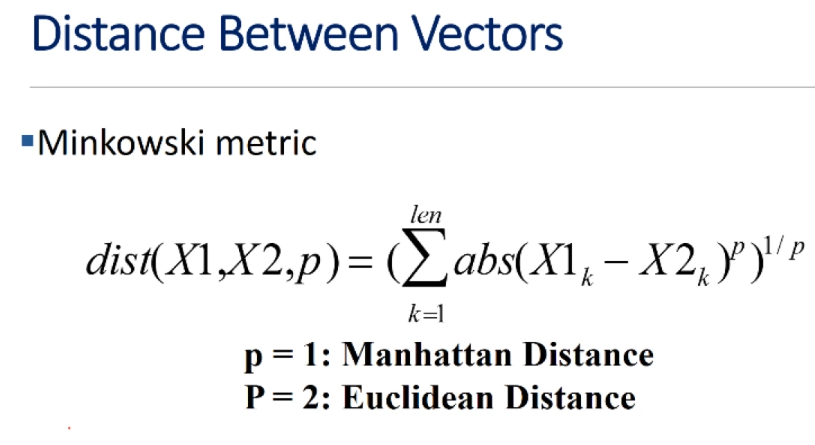 Distance Between Vectors
▪Minkowski metric
len
dist(X1,X2,p) = (∑abs(X1ₖ − X2ₖ)ᵖ)¹/ᵖ
k=1
p = 1: Manhattan Distance
P = 2: Euclidean Distance